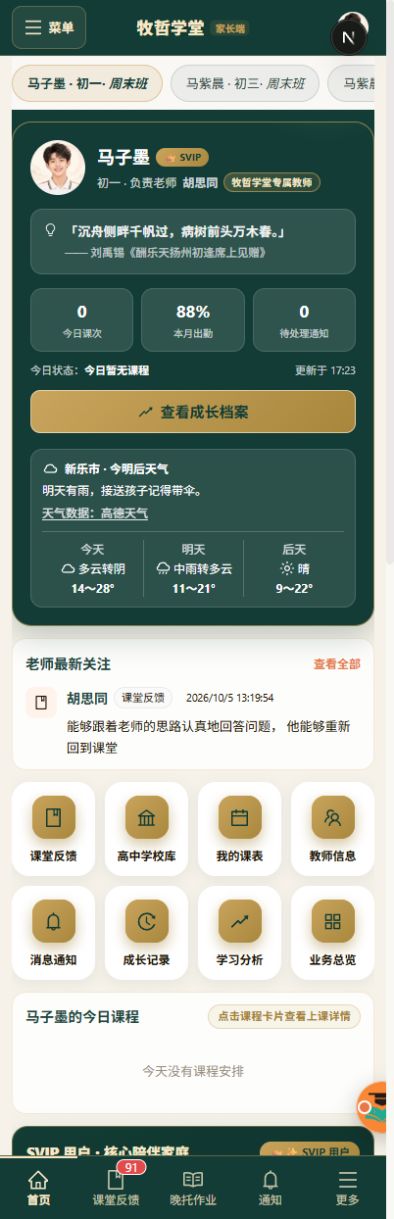 菜单
牧哲学堂 家长端
N
马子墨 · 初一 · 周末班 马紫晨 · 初三 · 周末班 马紫
马子墨 SVIP
初一 · 负责老师 胡思同 牧哲学堂专属教师
「沉舟侧畔千帆过，病树前头万木春。」
—— 刘禹锡《酬乐天扬州初逢席上见赠》
0 88% 0
今日课次 本月出勤 待处理通知
今日状态：今日暂无课程 更新于 17:23
查看成长档案
新乐市 · 今明后天气
明天有雨，接送孩子记得带伞。
天气数据：高德天气
今天 明天 后天
多云转阴 中雨转多云 晴
14～28° 11～21° 9～22°
老师最新关注 查看全部
胡思同 课堂反馈 2026/10/5 13:19:54
能够跟着老师的思路认真地回答问题， 他能够重新
回到课堂
课堂反馈 高中学校库 我的课表 教师信息
消息通知 成长记录 学习分析 业务总览
马子墨的今日课程 点击课程卡片查看上课详情
今天没有课程安排
SVIP 用户 · 核心陪伴家庭 SVIP 用户
91
首页 课堂反馈 晚托作业 通知 更多